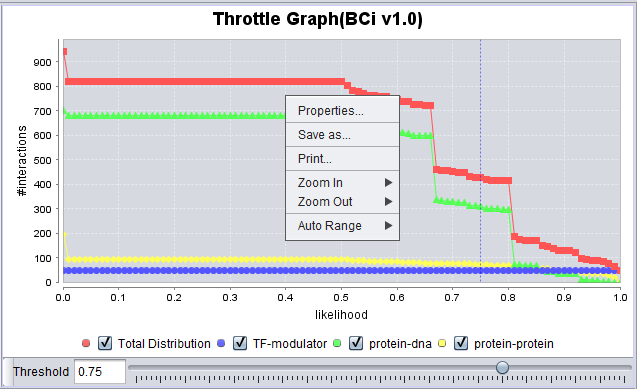 Throttle Graph(BCi v1.0)
900
800
700
600
500
400
300
200
100
0
#interactions
Properties...
Save as...
Print...
Zoom In
Zoom Out
Auto Range
0.0 0.1 0.2 0.3 0.4 0.5 0.6 0.7 0.8 0.9 1.0
likelihood
Total Distribution TF-modulator protein-dna protein-protein
Threshold 0.75